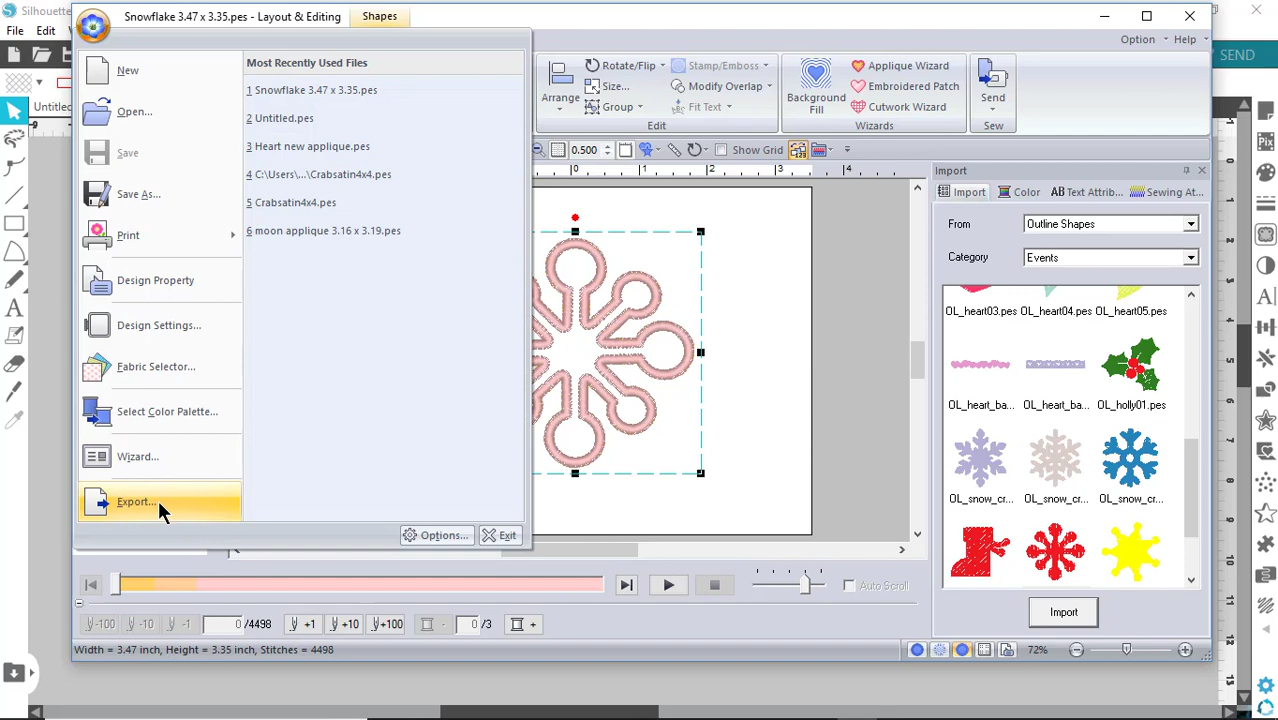 Silhouette
File Edit
SEND
Untitled
Snowflake 3.47 x 3.35.pes - Layout & Editing
Shapes
Option Help
New
Open...
Save
Save As...
Print
Design Property
Design Settings...
Fabric Selector...
Select Color Palette...
Wizard...
Export...
Most Recently Used Files
1 Snowflake 3.47 x 3.35.pes
2 Untitled.pes
3 Heart new applique.pes
4 C:\Users\...\Crabsatin4x4.pes
5 Crabsatin4x4.pes
6 moon applique 3.16 x 3.19.pes
Options... Exit
Arrange
Rotate/Flip
Size...
Group
Stamp/Emboss
Modify Overlap
Fit Text
Edit
Background
Fill
Applique Wizard
Embroidered Patch
Cutwork Wizard
Wizards
Send
Sew
0.500
Show Grid
0 1 2 3 4
Import
Import Color Text Attrib... Sewing At...
From Outline Shapes
Category Events
OL_heart03.pes OL_heart04.pes OL_heart05.pes
OL_heart_ba... OL_heart_ba... OL_holly01.pes
OL_snow_cr... OL_snow_cr... OL_snow_cr...
Import
Auto Scroll
-100 -10 -1 0 /4498 +1 +10 +100 - 0 /3 +
Width = 3.47 inch, Height = 3.35 inch, Stitches = 4498
72%